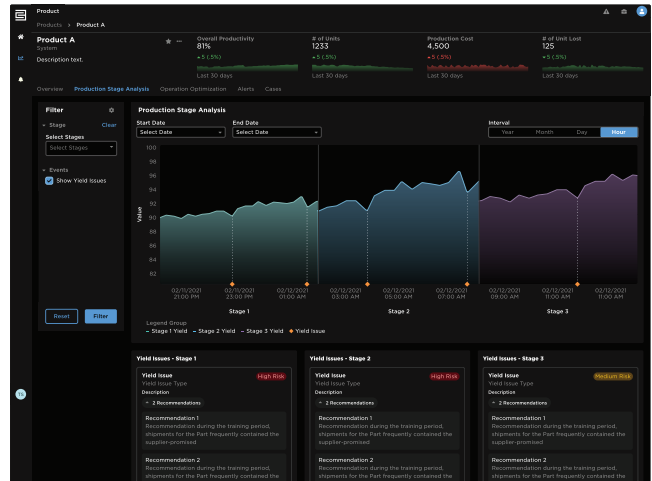 Product
Products > Product A
Product A
System
Description text.
Overall Productivity
81%
+5 (.5%)
Last 30 days
# of Units
1233
+5 (.5%)
Last 30 days
Production Cost
4,500
+5 (.5%)
Last 30 days
# of Unit Lost
125
+5 (.5%)
Last 30 days
Overview Production Stage Analysis Operation Optimization Alerts Cases
Filter
Stage Clear
Select Stages
Select Stages
Events
Show Yield Issues
Reset Filter
Production Stage Analysis
Start Date
Select Date
End Date
Select Date
Interval
Year Month Day Hour
Value
100
98
96
94
92
90
88
86
84
82
02/11/2021 02/11/2021 02/12/2021 02/12/2021 02/12/2021 02/12/2021 02/12/2021 02/12/2021 02/12/2021
21:00 PM 23:00 PM 01:00 AM 03:00 AM 05:00 AM 07:00 AM 09:00 AM 11:00 AM 11:00 AM
Stage 1 Stage 2 Stage 3
Legend Group
– Stage 1 Yield – Stage 2 Yield – Stage 3 Yield ◆ Yield Issue
Yield Issues - Stage 1
Yield Issue High Risk
Yield Issue Type
Description
2 Recommendations
Recommendation 1
Recommendation during the training period,
shipments for the Part frequently contained the
supplier-promised
Recommendation 2
Recommendation during the training period,
shipments for the Part frequently contained the
Yield Issues - Stage 2
Yield Issue High Risk
Yield Issue Type
Description
2 Recommendations
Recommendation 1
Recommendation during the training period,
shipments for the Part frequently contained the
supplier-promised
Recommendation 2
Recommendation during the training period,
shipments for the Part frequently contained the
Yield Issues - Stage 3
Yield Issue Medium Risk
Yield Issue Type
Description
2 Recommendations
Recommendation 1
Recommendation during the training period,
shipments for the Part frequently contained the
supplier-promised
Recommendation 2
Recommendation during the training period,
shipments for the Part frequently contained the